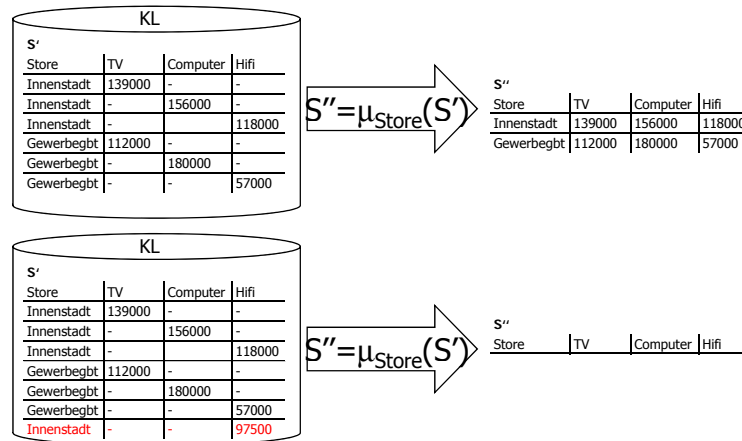 KL
S‘
Store TV Computer Hifi
Innenstadt 139000 - -
Innenstadt - 156000 -
Innenstadt - - 118000
Gewerbegbt 112000 - -
Gewerbegbt - 180000 -
Gewerbegbt - - 57000
S″=μStore(S′)
S‘‘
Store TV Computer Hifi
Innenstadt 139000 156000 118000
Gewerbegbt 112000 180000 57000
KL
S‘
Store TV Computer Hifi
Innenstadt 139000 - -
Innenstadt - 156000 -
Innenstadt - - 118000
Gewerbegbt 112000 - -
Gewerbegbt - 180000 -
Gewerbegbt - - 57000
Innenstadt - - 97500
S″=μStore(S′)
S‘‘
Store TV Computer Hifi